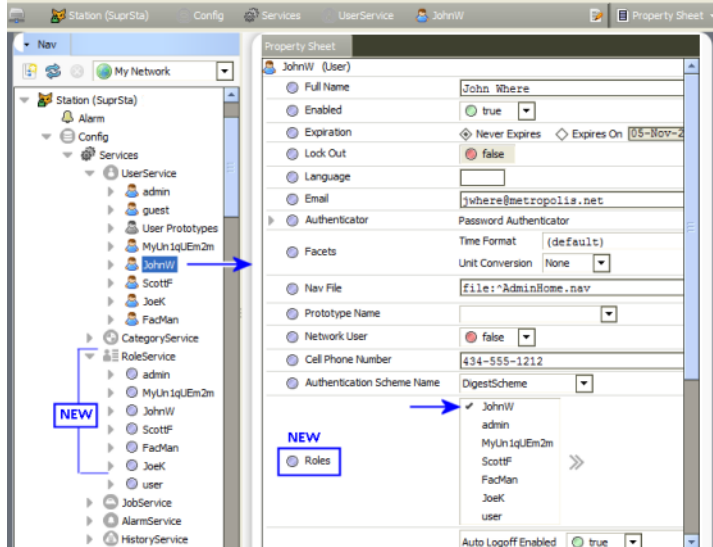 Station (SuprSta) Config Services UserService JohnW Property Sheet
Nav
My Network
Station (SuprSta)
Alarm
Config
Services
UserService
admin
guest
User Prototypes
MyUn1qUEm2m
JohnW
ScottF
JoeK
FacMan
CategoryService
RoleService
admin
MyUn1qUEm2m
NEW
JohnW
ScottF
FacMan
JoeK
user
JobService
AlarmService
HistoryService
Property Sheet
JohnW (User)
Full Name John Where
Enabled true
Expiration Never Expires Expires On 05-Nov-2
Lock Out false
Language
Email jwhere@metropolis.net
Authenticator Password Authenticator
Facets
Time Format (default)
Unit Conversion None
Nav File file:^AdminHome.nav
Prototype Name
Network User false
Cell Phone Number 434-555-1212
Authentication Scheme Name DigestScheme
NEW
Roles
JohnW
admin
MyUn1qUEm2m
ScottF
FacMan
JoeK
user
Auto Logoff Enabled true